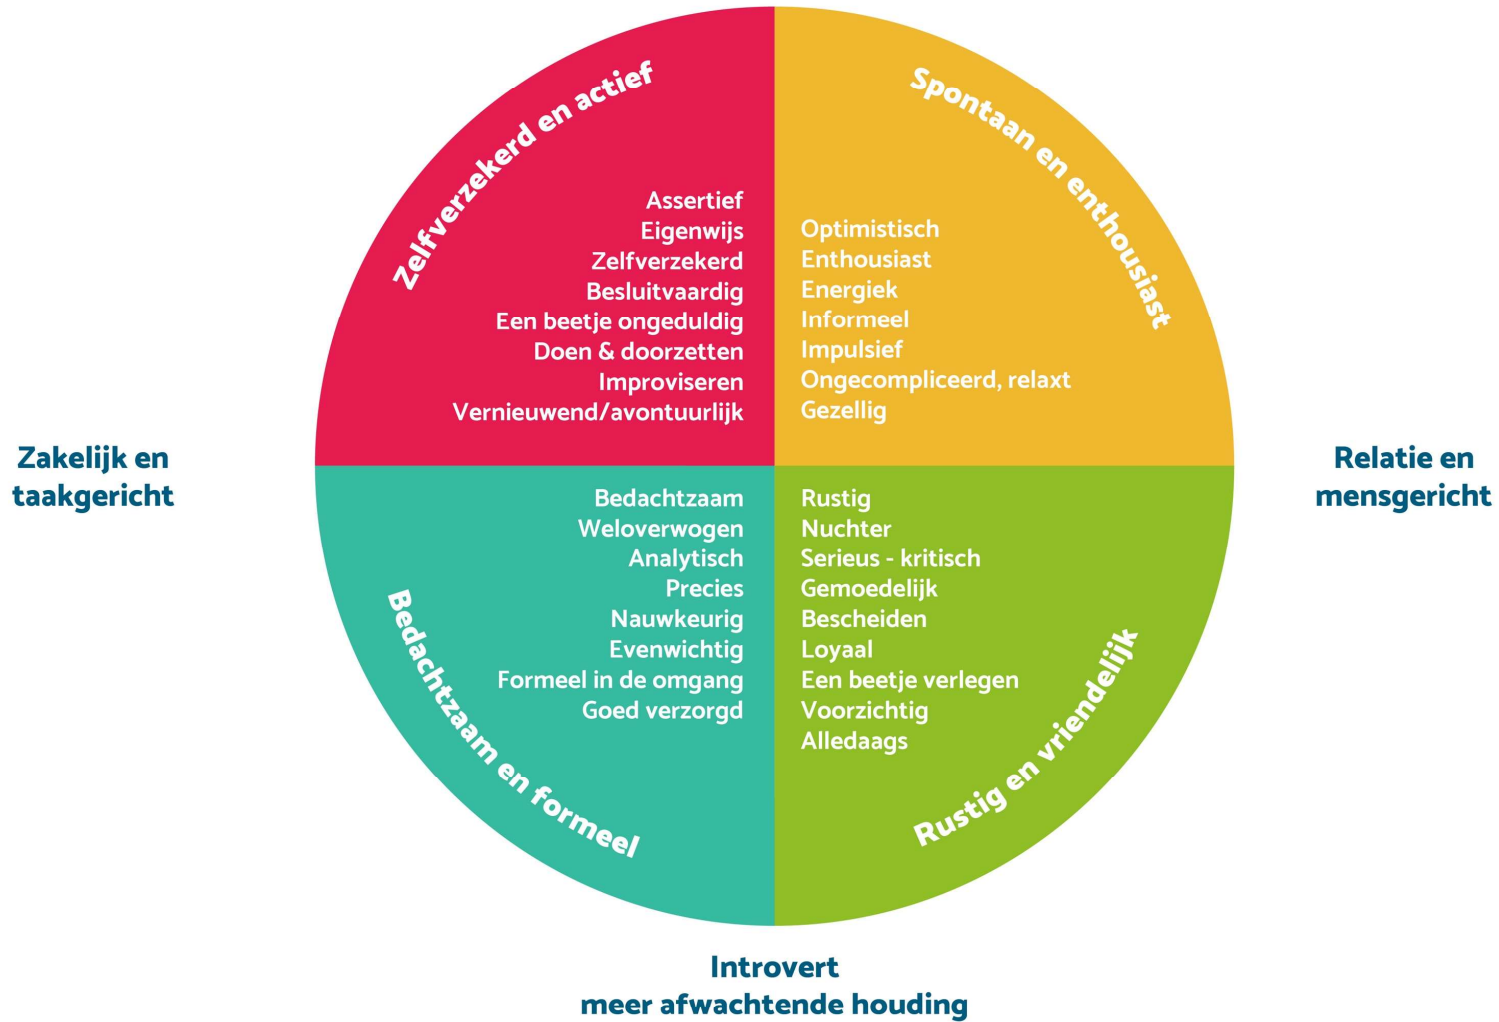 Zelfverzekerd en actief
Assertief
Eigenwijs
Zelfverzekerd
Besluitvaardig
Een beetje ongeduldig
Doen & doorzetten
Improviseren
Vernieuwend/avontuurlijk
Spontaan en enthousiast
Optimistisch
Enthousiast
Energiek
Informeel
Impulsief
Ongecompliceerd, relaxt
Gezellig
Zakelijk en
taakgericht
Relatie en
mensgericht
Bedachtzaam
Weloverwogen
Analytisch
Precies
Nauwkeurig
Evenwichtig
Formeel in de omgang
Goed verzorgd
Bedachtzaam en formeel
Rustig
Nuchter
Serieus - kritisch
Gemoedelijk
Bescheiden
Loyaal
Een beetje verlegen
Voorzichtig
Alledaags
Rustig en vriendelijk
Introvert
meer afwachtende houding